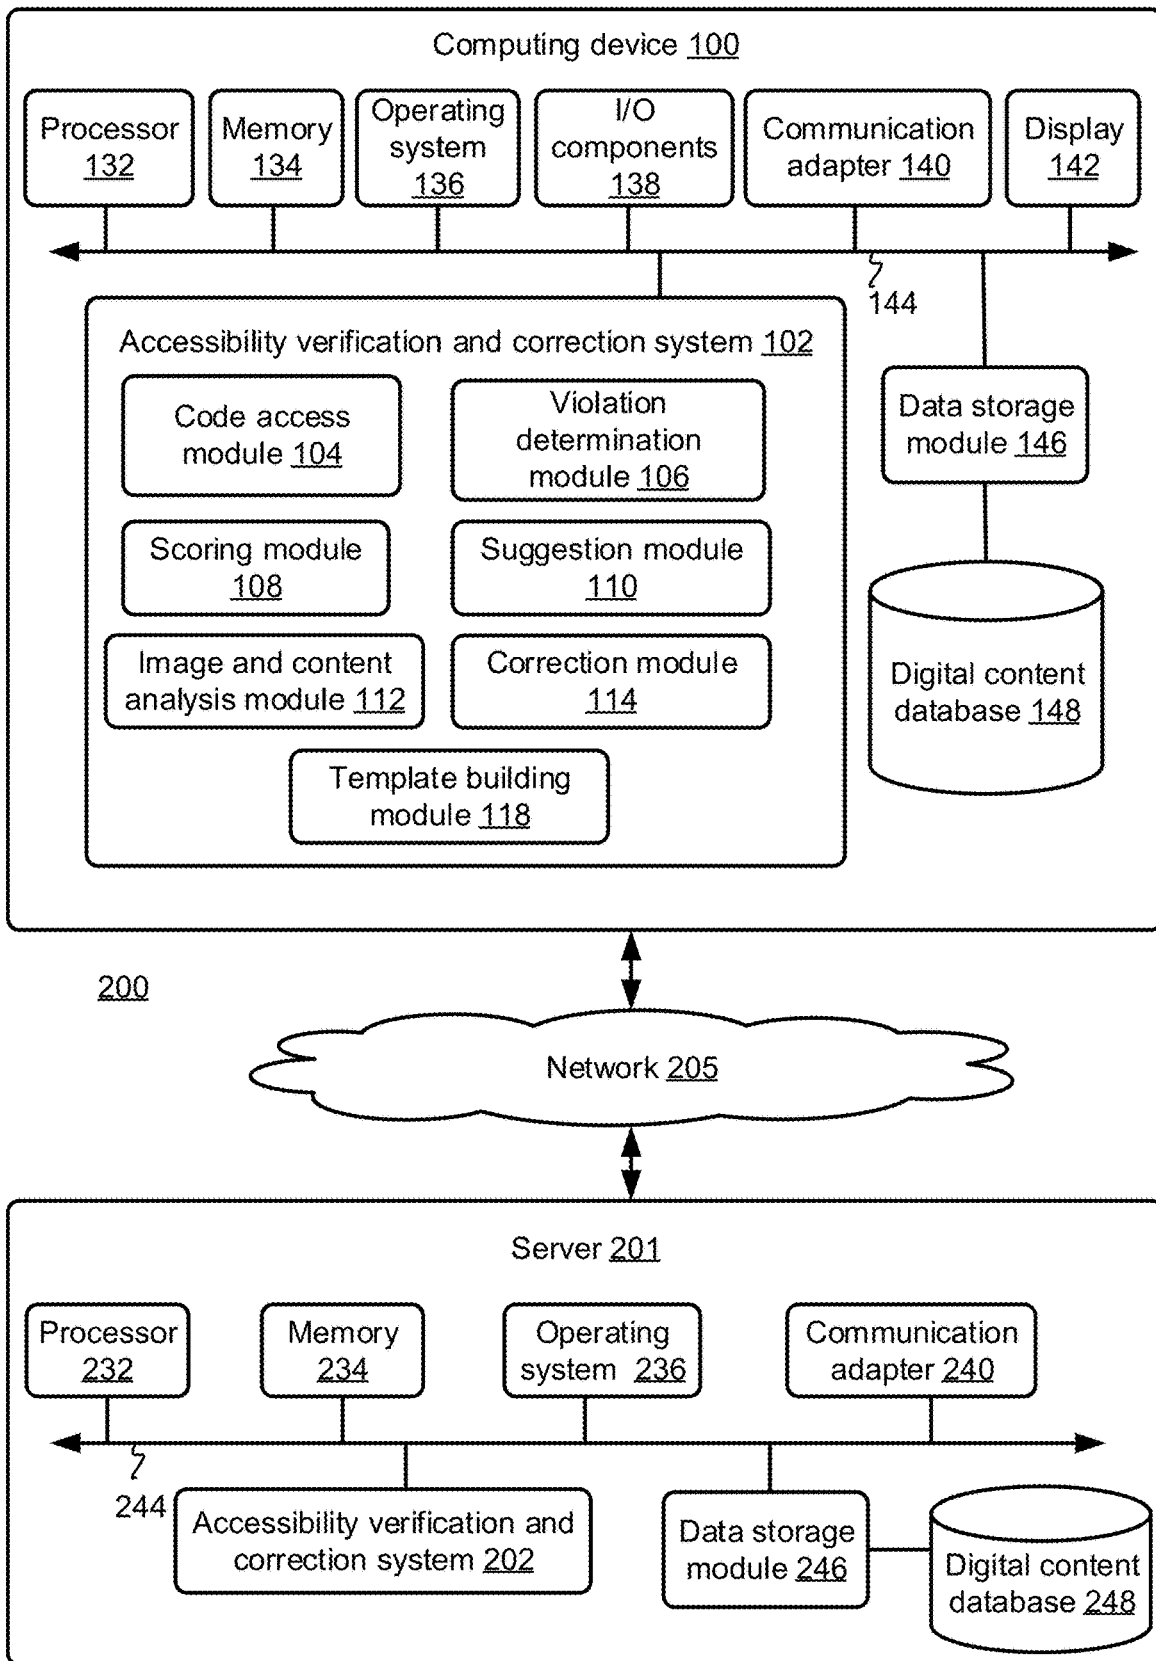 Computing device 100
Processor
132
Memory
134
Operating
system
136
I/O
components
138
Communication
adapter 140
Display
142
144
Accessibility verification and correction system 102
Code access
module 104
Violation
determination
module 106
Scoring module
108
Suggestion module
110
Image and content
analysis module 112
Correction module
114
Template building
module 118
Data storage
module 146
Digital content
database 148
200
Network 205
Server 201
Processor
232
Memory
234
Operating
system 236
Communication
adapter 240
244
Accessibility verification and
correction system 202
Data storage
module 246
Digital content
database 248